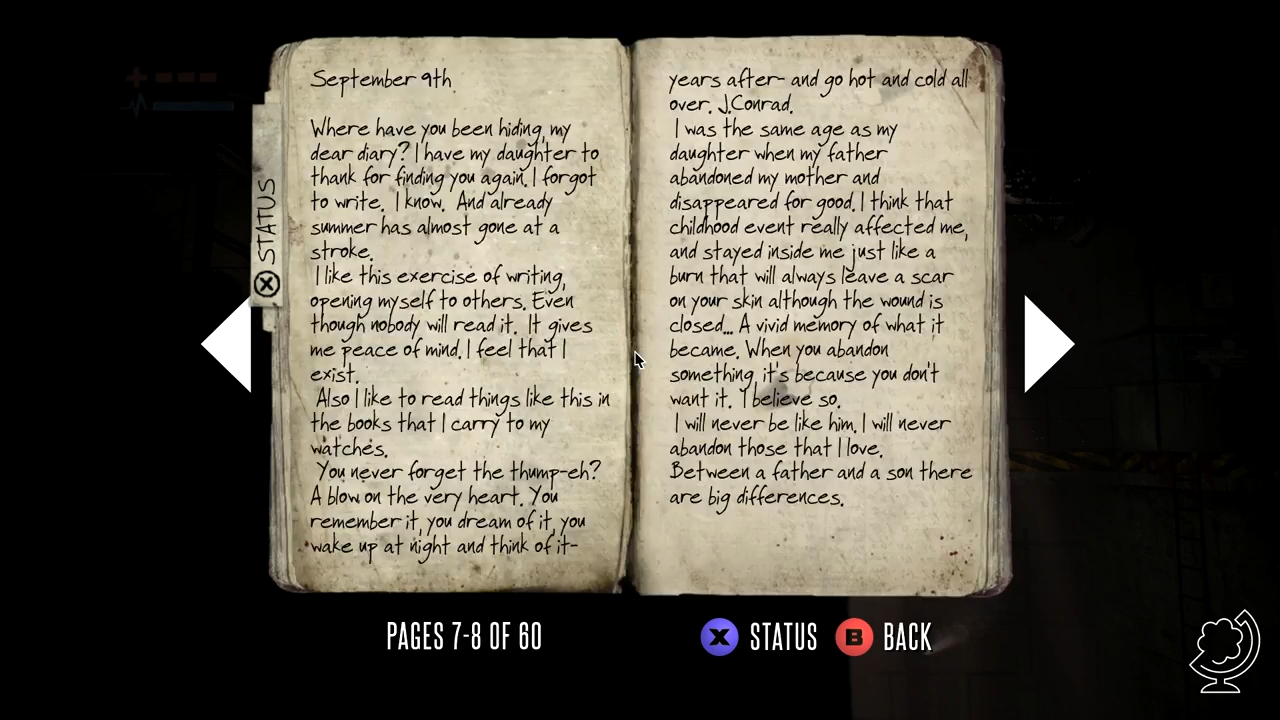 STATUS
September 9th
Where have you been hiding, my
dear diary? I have my daughter to
thank for finding you again. I forgot
to write. I know. And already
summer has almost gone at a
stroke.
I like this exercise of writing,
opening myself to others. Even
though nobody will read it. It gives
me peace of mind. I feel that I
exist.
Also I like to read things like this in
the books that I carry to my
watches.
You never forget the thump-eh?
A blow on the very heart. You
remember it, you dream of it, you
wake up at night and think of it-
years after- and go hot and cold all
over. J.Conrad.
I was the same age as my
daughter when my father
abandoned my mother and
disappeared for good. I think that
childhood event really affected me,
and stayed inside me just like a
burn that will always leave a scar
on your skin although the wound is
closed... A vivid memory of what it
became. When you abandon
something, it's because you don't
want it. I believe so.
I will never be like him. I will never
abandon those that I love.
Between a father and a son there
are big differences.
PAGES 7-8 OF 60
X STATUS B BACK